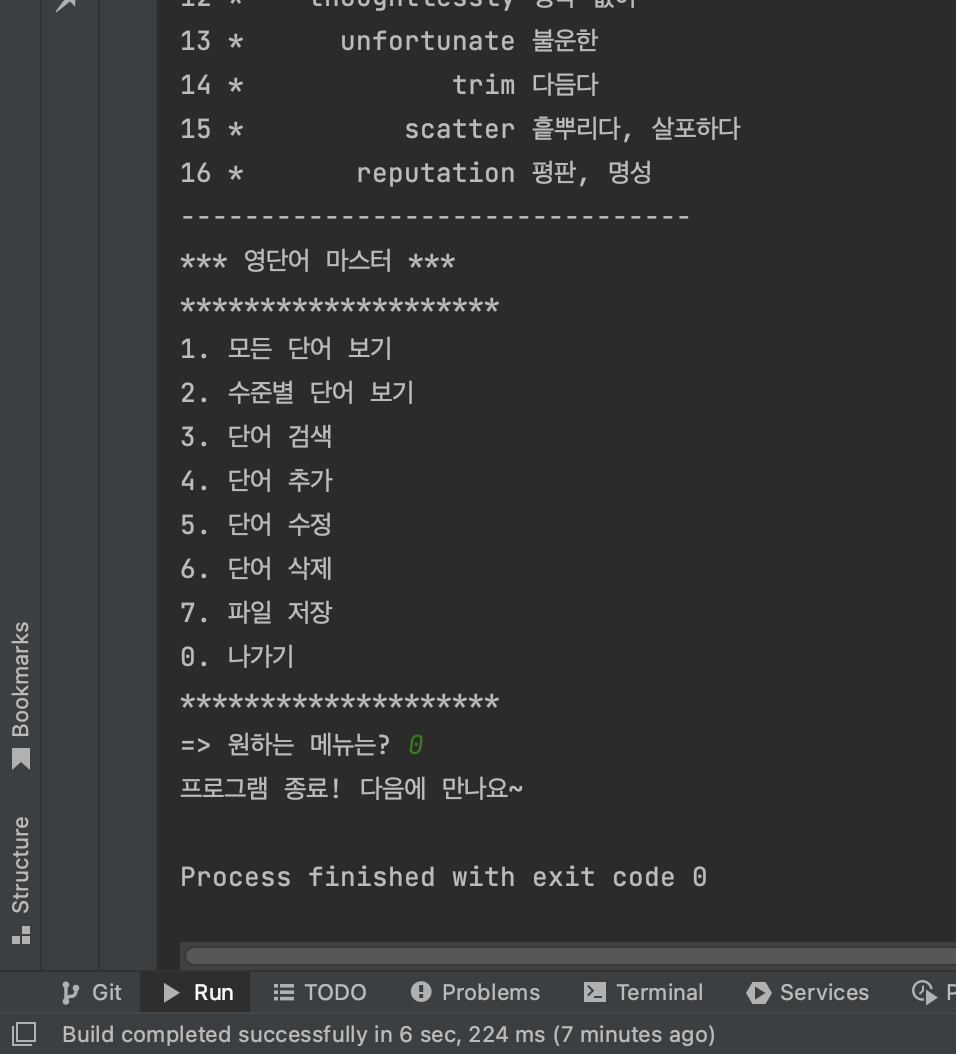 13 * unfortunate 불운한
14 * trim 다듬다
15 * scatter 흩뿌리다, 살포하다
16 * reputation 평판, 명성
--------------------------------
*** 영단어 마스터 ***
********************
1. 모든 단어 보기
2. 수준별 단어 보기
3. 단어 검색
4. 단어 추가
5. 단어 수정
6. 단어 삭제
7. 파일 저장
0. 나가기
********************
=> 원하는 메뉴는? 0
프로그램 종료! 다음에 만나요~
Process finished with exit code 0
Bookmarks
Structure
Git Run TODO Problems Terminal Services
Build completed successfully in 6 sec, 224 ms (7 minutes ago)